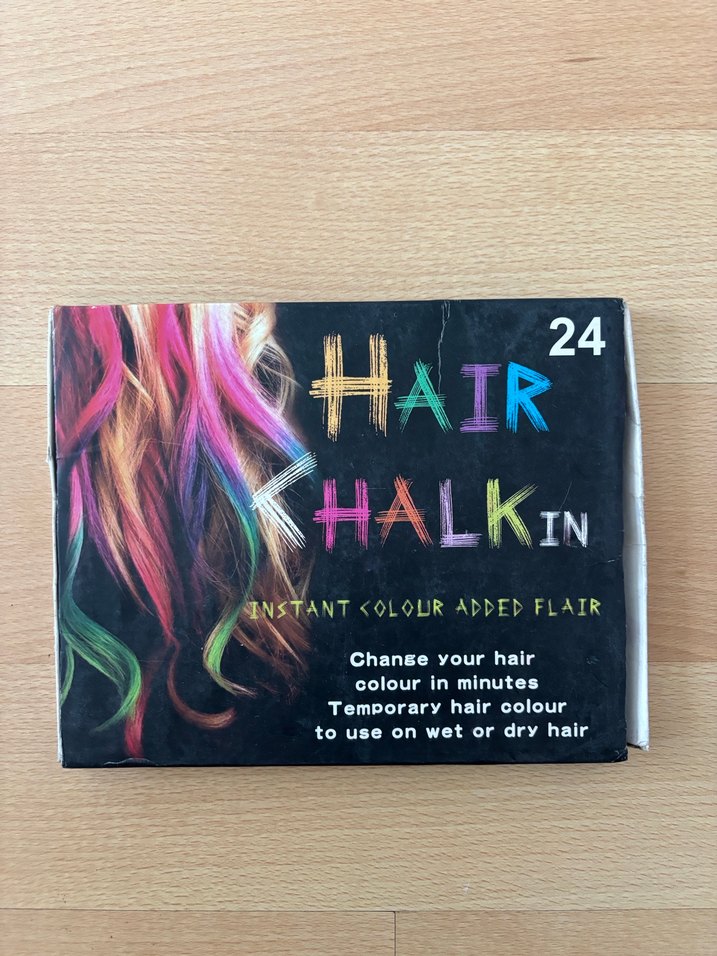 24
HAIR
CHALKIN
INSTANT COLOUR ADDED FLAIR
Change your hair
colour in minutes
Temporary hair colour
to use on wet or dry hair